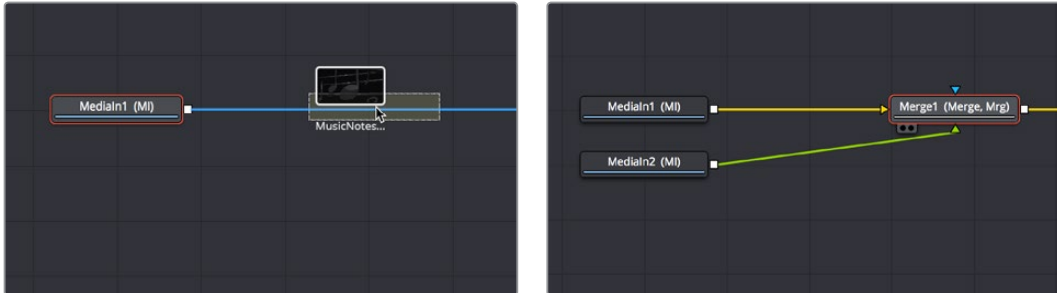 MediaIn1 (MI)
MusicNotes...
MediaIn1 (MI)
Merge1 (Merge, Mrg)
MediaIn2 (MI)